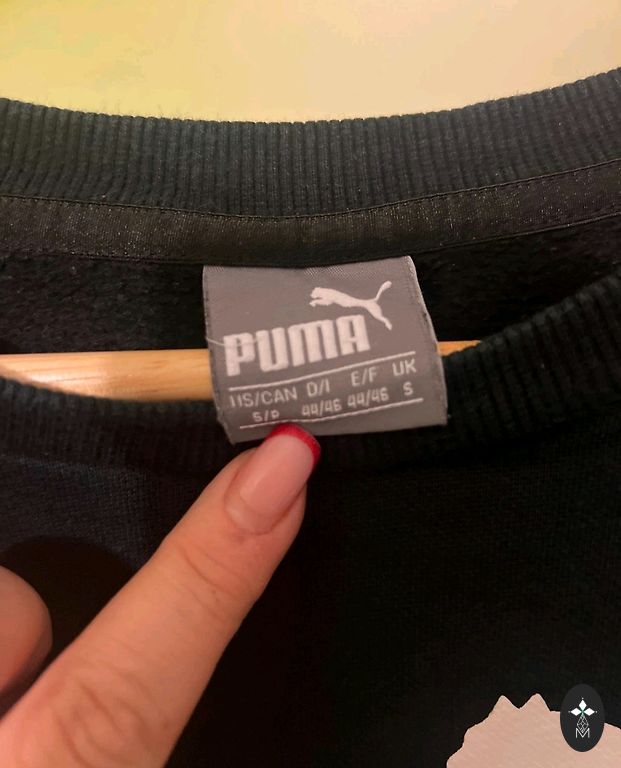 PUMA
US/CAN D/I E/F UK
S/P 44/46 44/46 S
M